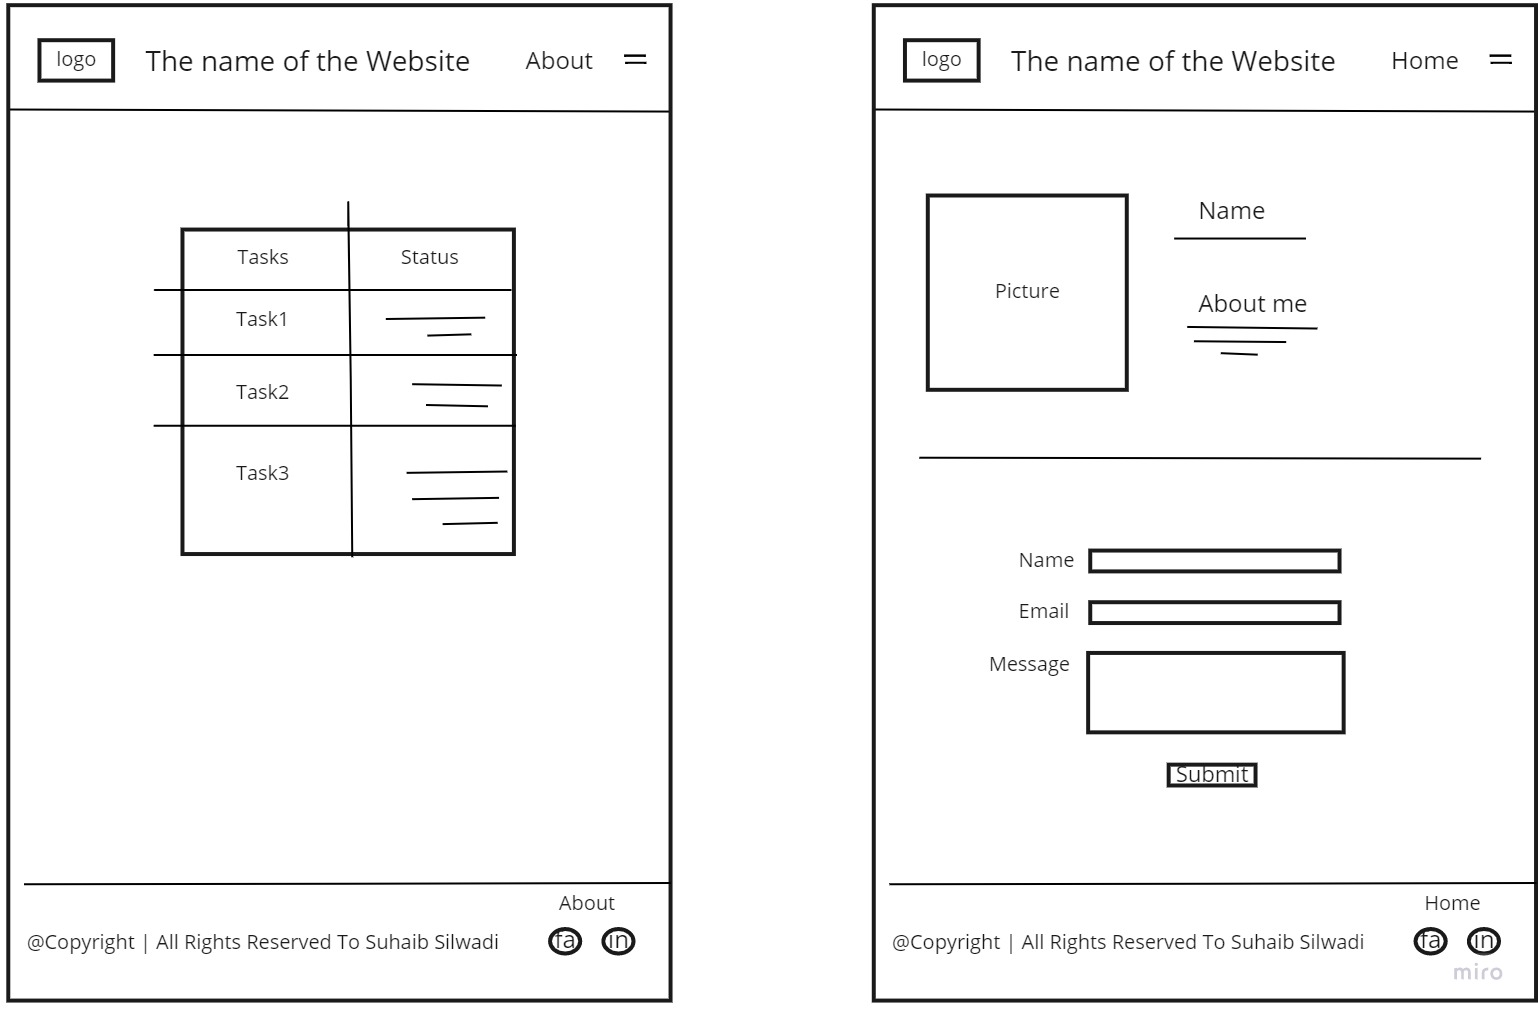 logo The name of the Website About
Tasks Status
Task1
Task2
Task3
About
@Copyright | All Rights Reserved To Suhaib Silwadi fa in
logo The name of the Website Home
Picture
Name
About me
Name
Email
Message
Submit
Home
@Copyright | All Rights Reserved To Suhaib Silwadi fa in
miro